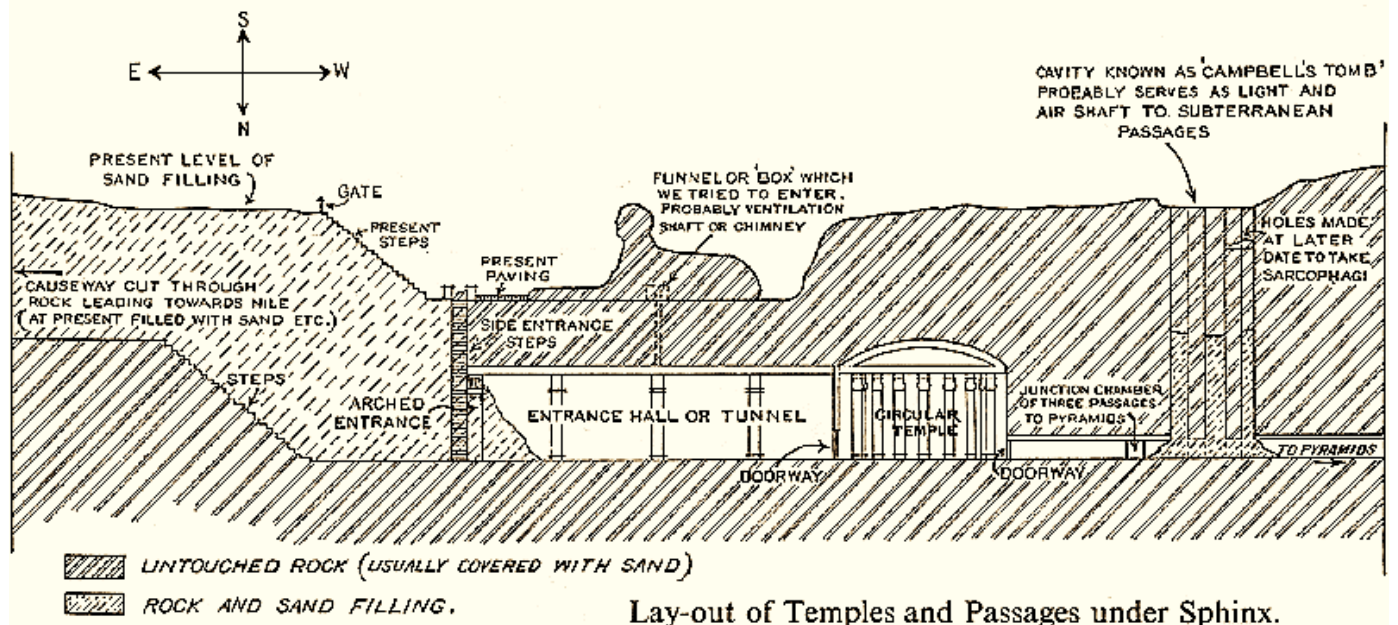 S
E
W
N
CAVITY KNOWN AS 'CAMPBELL'S TOMB'
PROBABLY SERVES AS LIGHT AND
AIR SHAFT TO SUBTERRANEAN
PASSAGES
PRESENT LEVEL OF
SAND FILLING
GATE
PRESENT
STEPS
FUNNEL OR 'BOX' WHICH
WE TRIED TO ENTER.
PROBABLY VENTILATION
SHAFT OR CHIMNEY
HOLES MADE
AT LATER
DATE TO TAKE
SARCOPHAGI
PRESENT
PAVING
CAUSEWAY CUT THROUGH
ROCK LEADING TOWARDS NILE
(AT PRESENT FILLED WITH SAND ETC.)
SIDE ENTRANCE
STEPS
STEPS
ARCHED
ENTRANCE
ENTRANCE HALL OR TUNNEL
CIRCULAR
TEMPLE
JUNCTION CHAMBER
OF THREE PASSAGES
TO PYRAMIDS
DOORWAY
DOORWAY
TO PYRAMIDS
UNTOUCHED ROCK (USUALLY COVERED WITH SAND)
ROCK AND SAND FILLING.
Lay-out of Temples and Passages under Sphinx.